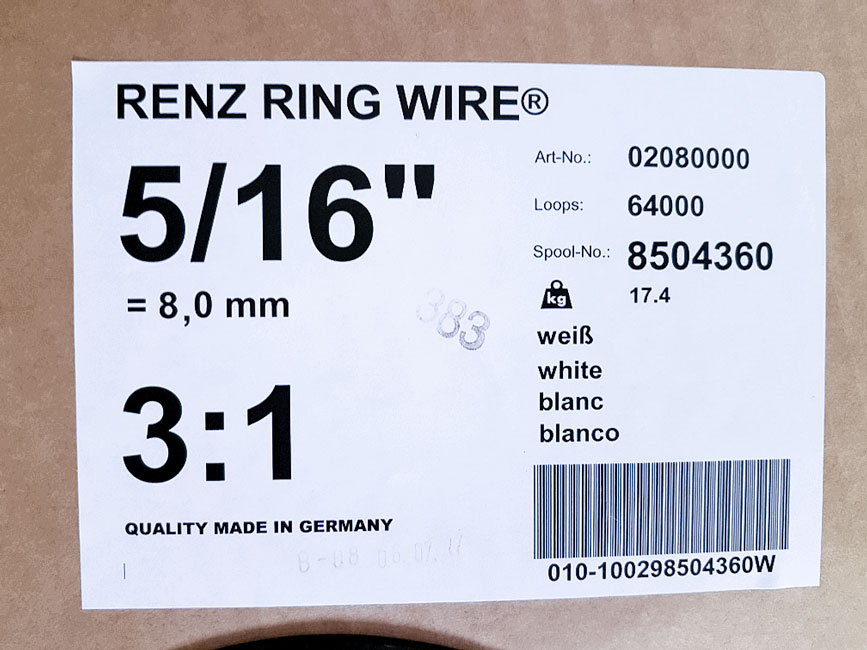 RENZ RING WIRE®
5/16"
= 8,0 mm
3:1
QUALITY MADE IN GERMANY
383
Art-No.: 02080000
Loops: 64000
Spool-No.: 8504360
kg 17.4
weiß
white
blanc
blanco
010-100298504360W